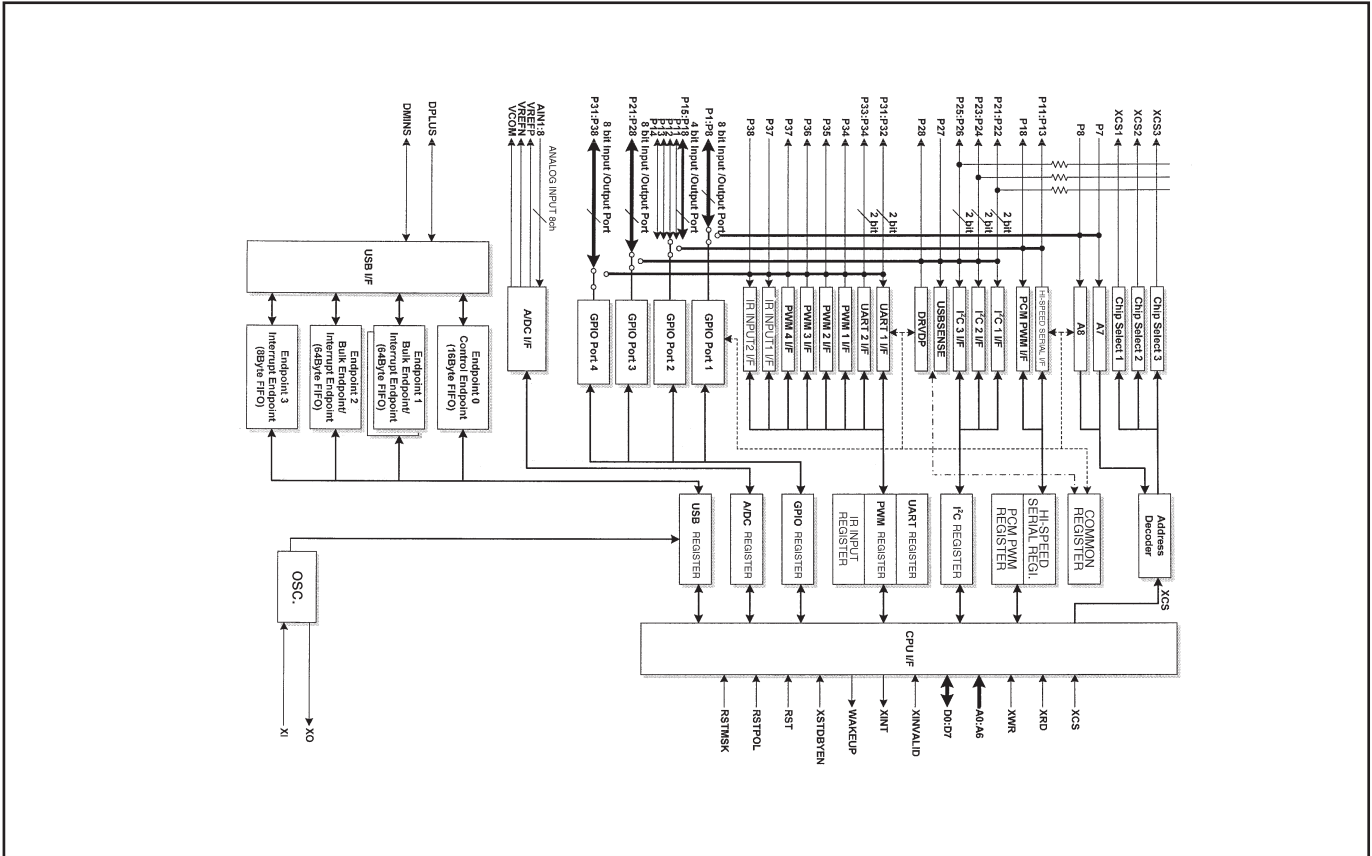 XCS3
XCS2
XCS1
P7
P8
P11:P13
P18
P21:P22
P23:P24
P25:P26
P27
P28
P31:P32
P33:P34
P34
P35
P36
P37
P37
P38
P1:P8
8 bit Input /Output Port
P15:P18
P11
P12
P13
P14
4 bit Input /Output Port
P21:P28
8 bit Input /Output Port
P31:P38
8 bit Input /Output Port
AIN1:8
VREFP
VREFN
VCOM
ANALOG INPUT 8ch
DPLUS
DMINS
2 bit
2 bit
2 bit
2 bit
2 bit
Chip Select 3
Chip Select 2
Chip Select 1
A7
A8
HI-SPEED SERIAL I/F
PCM PWM I/F
I²C 1 I/F
I²C 2 I/F
I²C 3 I/F
USBSENSE
DRVDP
UART 1 I/F
UART 2 I/F
PWM 1 I/F
PWM 2 I/F
PWM 3 I/F
PWM 4 I/F
IR INPUT1 I/F
IR INPUT2 I/F
GPIO Port 1
GPIO Port 2
GPIO Port 3
GPIO Port 4
A/DC I/F
USB I/F
Endpoint 0
Control Endpoint
(16Byte FIFO)
Endpoint 1
Bulk Endpoint/
Interrupt Endpoint
(64Byte FIFO)
Endpoint 2
Bulk Endpoint/
Interrupt Endpoint
(64Byte FIFO)
Endpoint 3
Interrupt Endpoint
(8Byte FIFO)
Address
Decoder
COMMON
REGISTER
HI-SPEED
SERIAL REGI.
PCM PWM
REGISTER
I²C REGISTER
UART REGISTER
PWM REGISTER
IR INPUT
REGISTER
GPIO REGISTER
A/DC REGISTER
USB REGISTER
OSC.
XCS
CPU I/F
XCS
XRD
XWR
A0:A6
D0:D7
XINVALID
XINT
WAKEUP
XSTDBYEN
RST
RSTPOL
RSTMSK
XO
XI